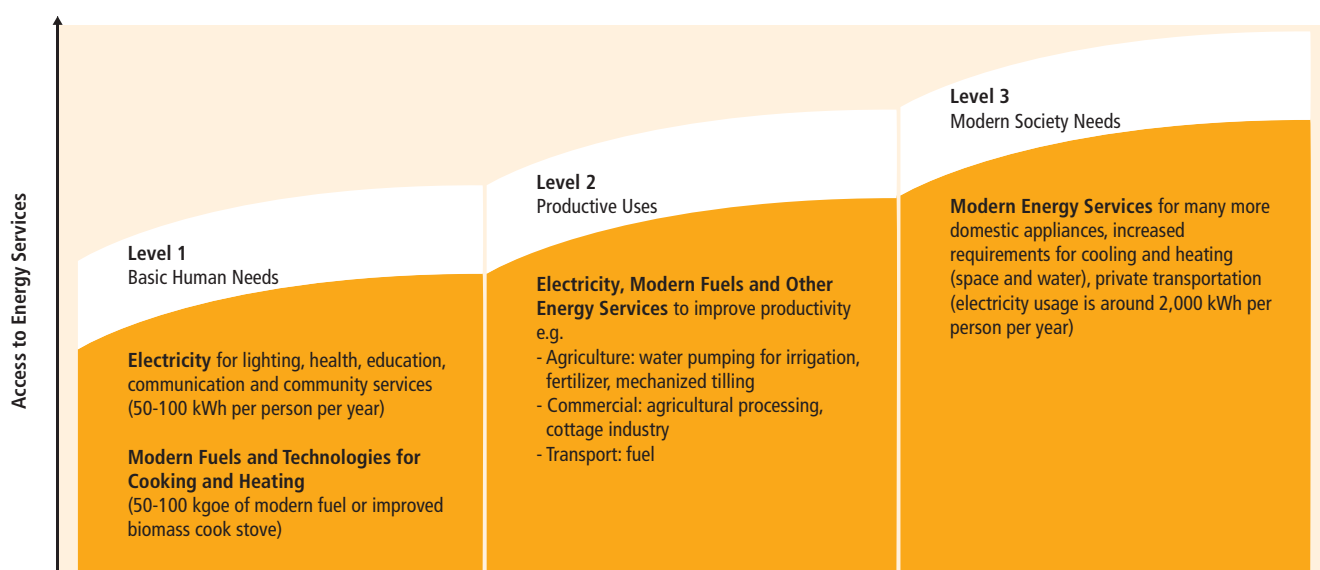 Access to Energy Services
Level 1
Basic Human Needs
Electricity for lighting, health, education,
communication and community services
(50-100 kWh per person per year)
Modern Fuels and Technologies for
Cooking and Heating
(50-100 kgoe of modern fuel or improved
biomass cook stove)
Level 2
Productive Uses
Electricity, Modern Fuels and Other
Energy Services to improve productivity
e.g.
- Agriculture: water pumping for irrigation,
fertilizer, mechanized tilling
- Commercial: agricultural processing,
cottage industry
- Transport: fuel
Level 3
Modern Society Needs
Modern Energy Services for many more
domestic appliances, increased
requirements for cooling and heating
(space and water), private transportation
(electricity usage is around 2,000 kWh per
person per year)